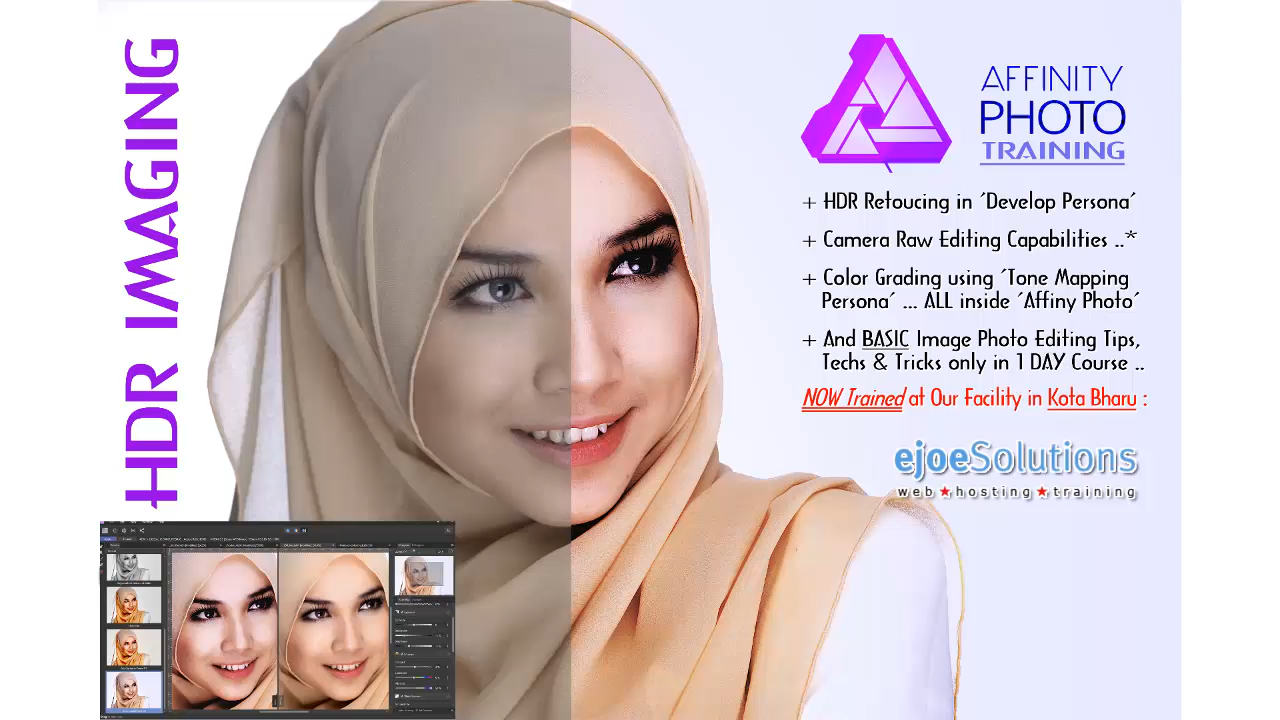 HDR IMAGING
AFFINITY
PHOTO
TRAINING
+ HDR Retoucing in 'Develop Persona'
+ Camera Raw Editing Capabilities ..*
+ Color Grading using 'Tone Mapping
Persona' ... ALL inside 'Affiny Photo'
+ And BASIC Image Photo Editing Tips,
Techs & Tricks only in 1 DAY Course ..
NOW Trained at Our Facility in Kota Bharu :
ejoeSolutions
web★hosting★training